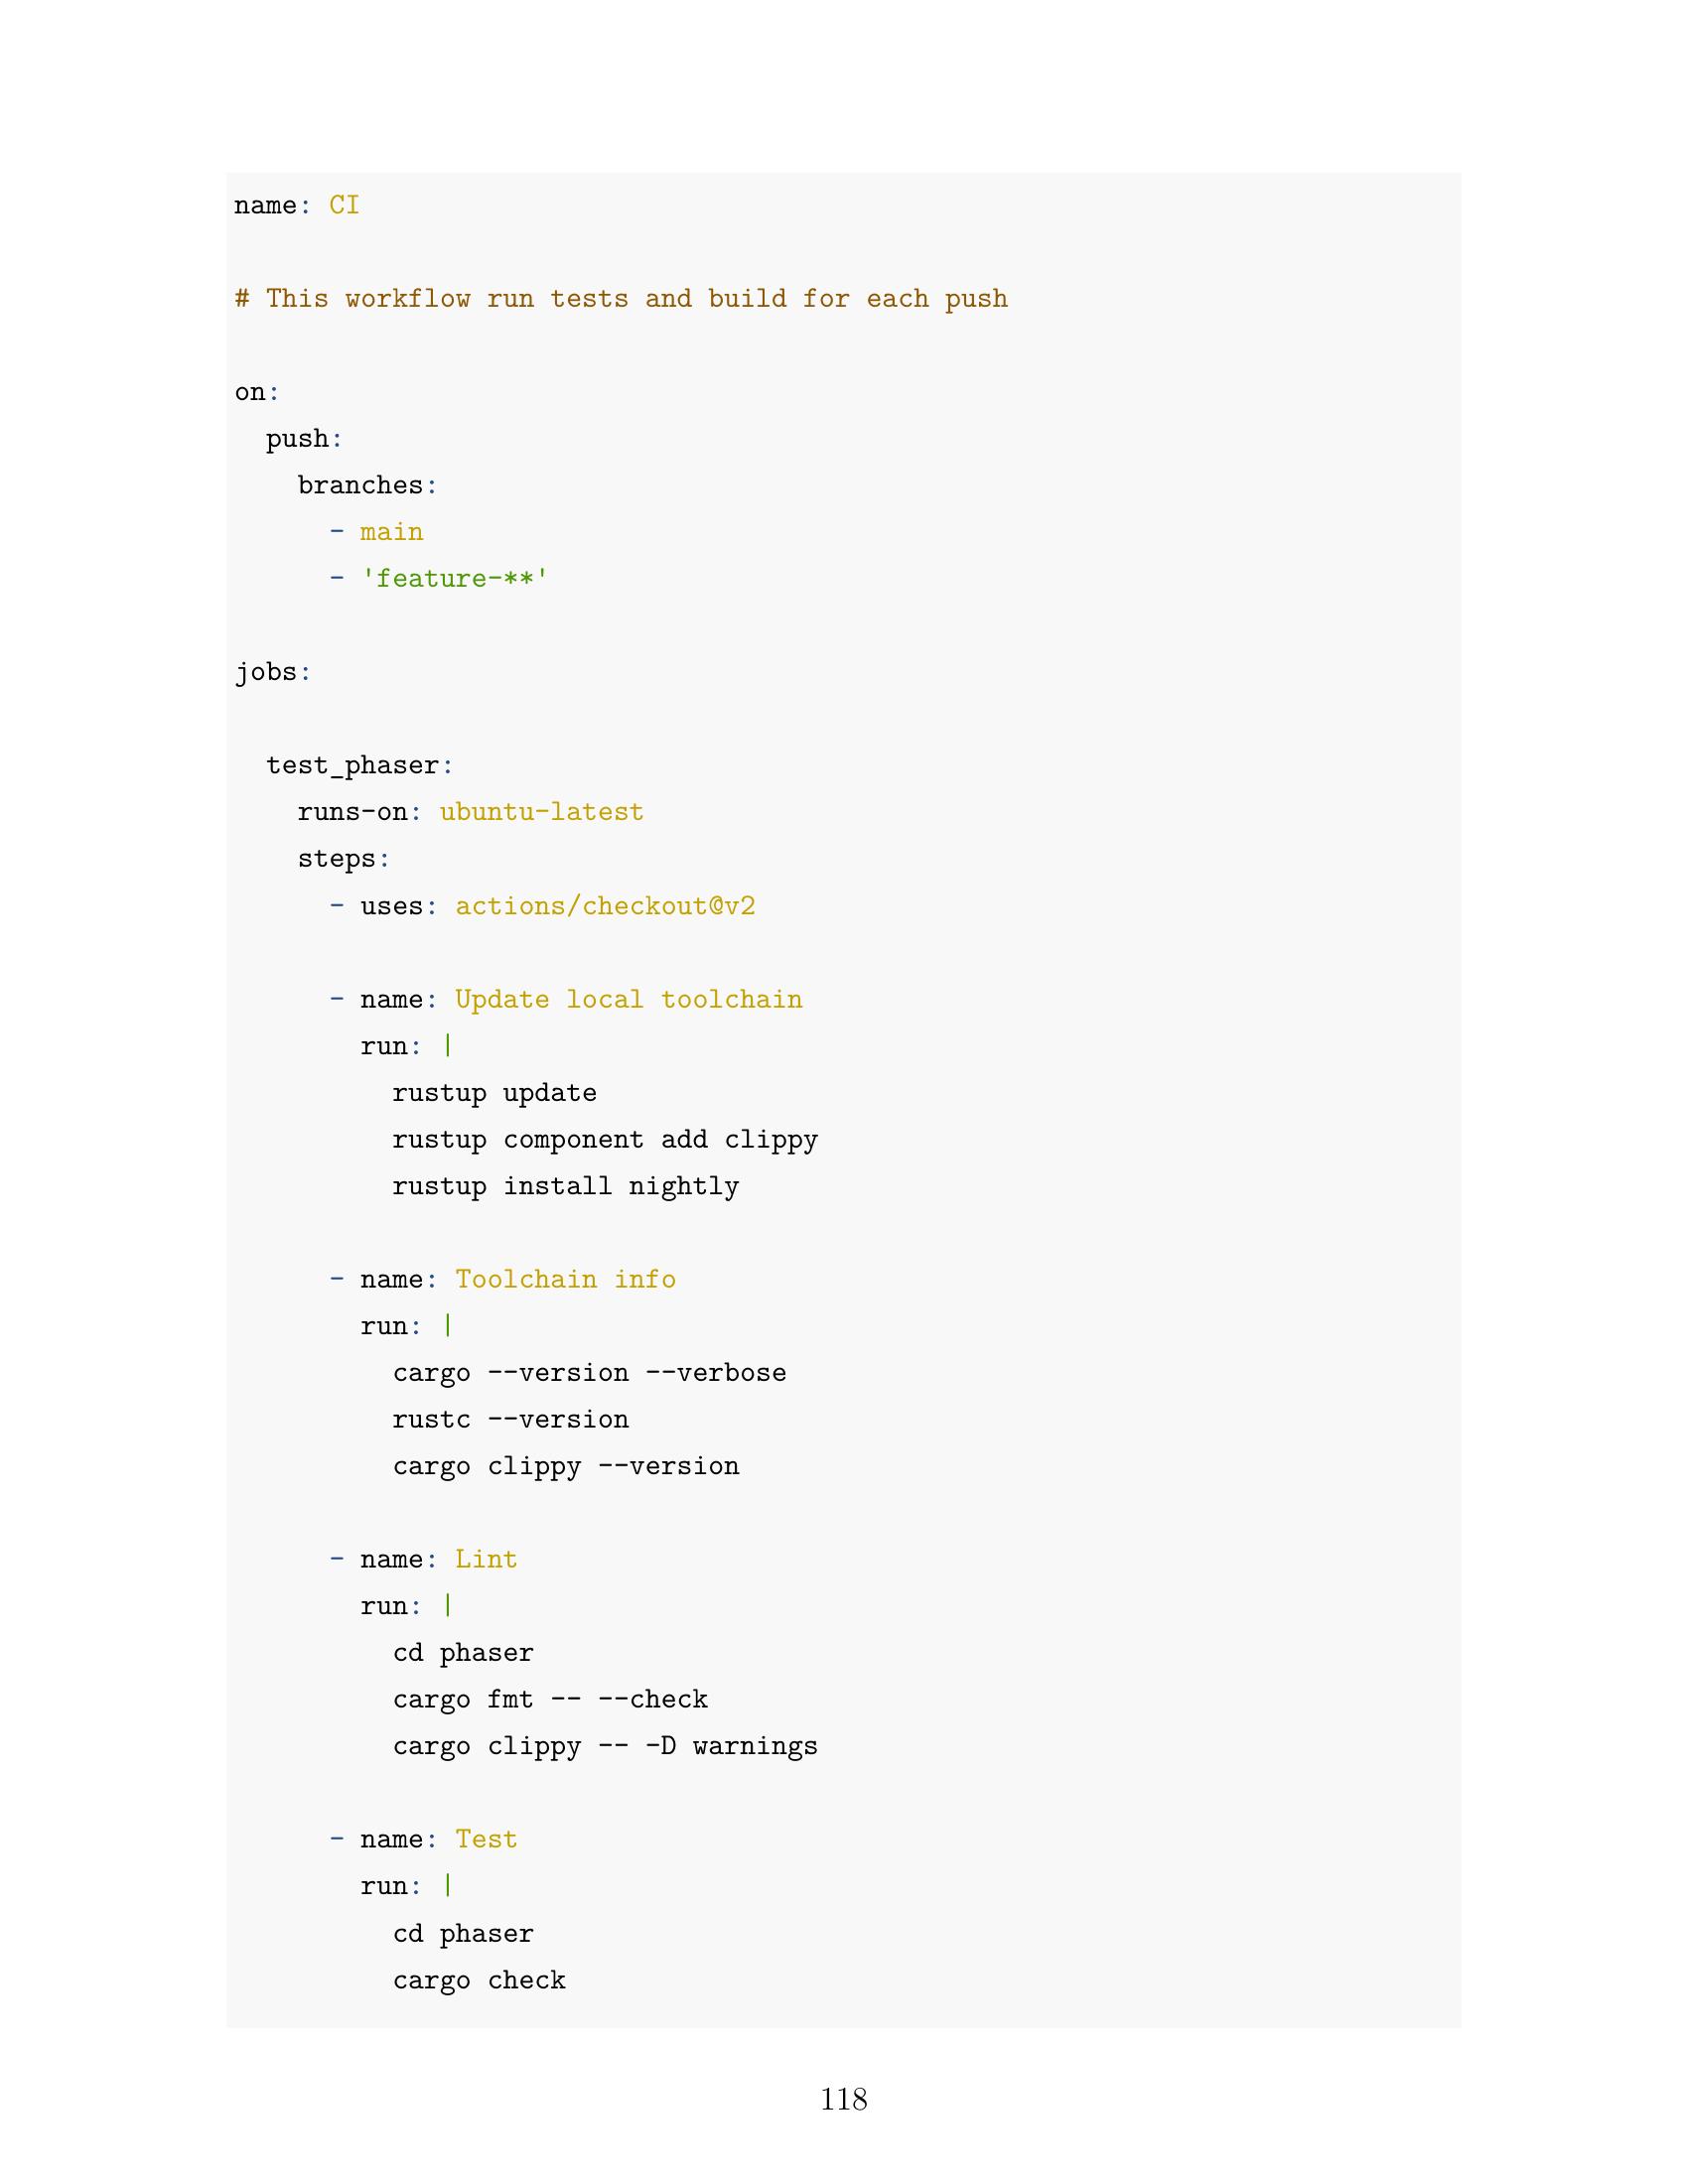 name: CI

# This workflow run tests and build for each push

on:
  push:
    branches:
      - main
      - 'feature-**'

jobs:

  test_phaser:
    runs-on: ubuntu-latest
    steps:
      - uses: actions/checkout@v2

      - name: Update local toolchain
        run: |
          rustup update
          rustup component add clippy
          rustup install nightly

      - name: Toolchain info
        run: |
          cargo --version --verbose
          rustc --version
          cargo clippy --version

      - name: Lint
        run: |
          cd phaser
          cargo fmt -- --check
          cargo clippy -- -D warnings

      - name: Test
        run: |
          cd phaser
          cargo check

118